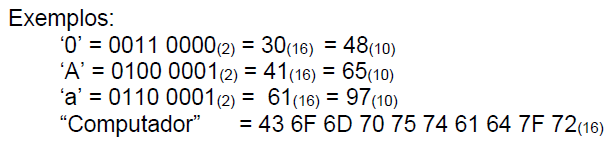 Exemplos:
‘0’ = 0011 0000(2) = 30(16) = 48(10)
‘A’ = 0100 0001(2) = 41(16) = 65(10)
‘a’ = 0110 0001(2) = 61(16) = 97(10)
“Computador” = 43 6F 6D 70 75 74 61 64 7F 72(16)